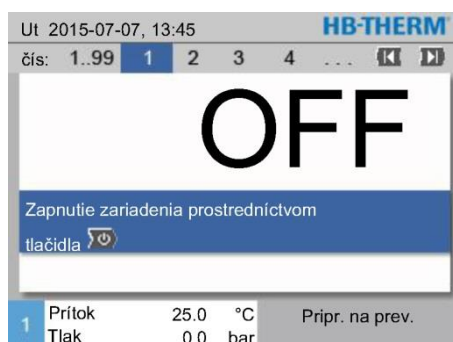 Ut 2015-07-07, 13:45 HB-THERM
čís: 1..99 1 2 3 4 ...
OFF
Zapnutie zariadenia prostredníctvom
tlačidla
1 Prítok 25.0 °C Pripr. na prev.
Tlak 0.0 bar